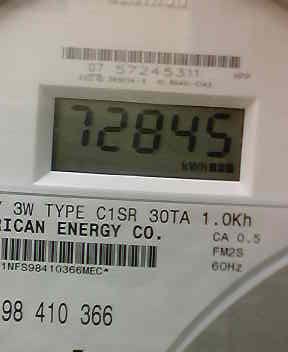 07 57245311
72845
kWh
3W TYPE C1SR 30TA 1.0Kh
RICAN ENERGY CO.
CA 0.5
FM2S
1NFS98410366MEC*
60Hz
98 410 366